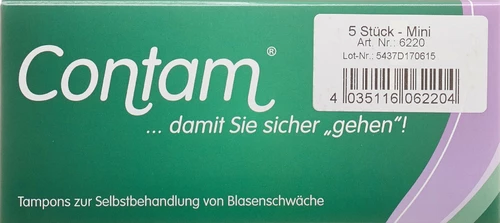 5 Stück - Mini
Art. Nr.: 6220
Lot-Nr.: 5437D170615
4 035116 062204
Contam®
... damit Sie sicher „gehen“!
Tampons zur Selbstbehandlung von Blasenschwäche